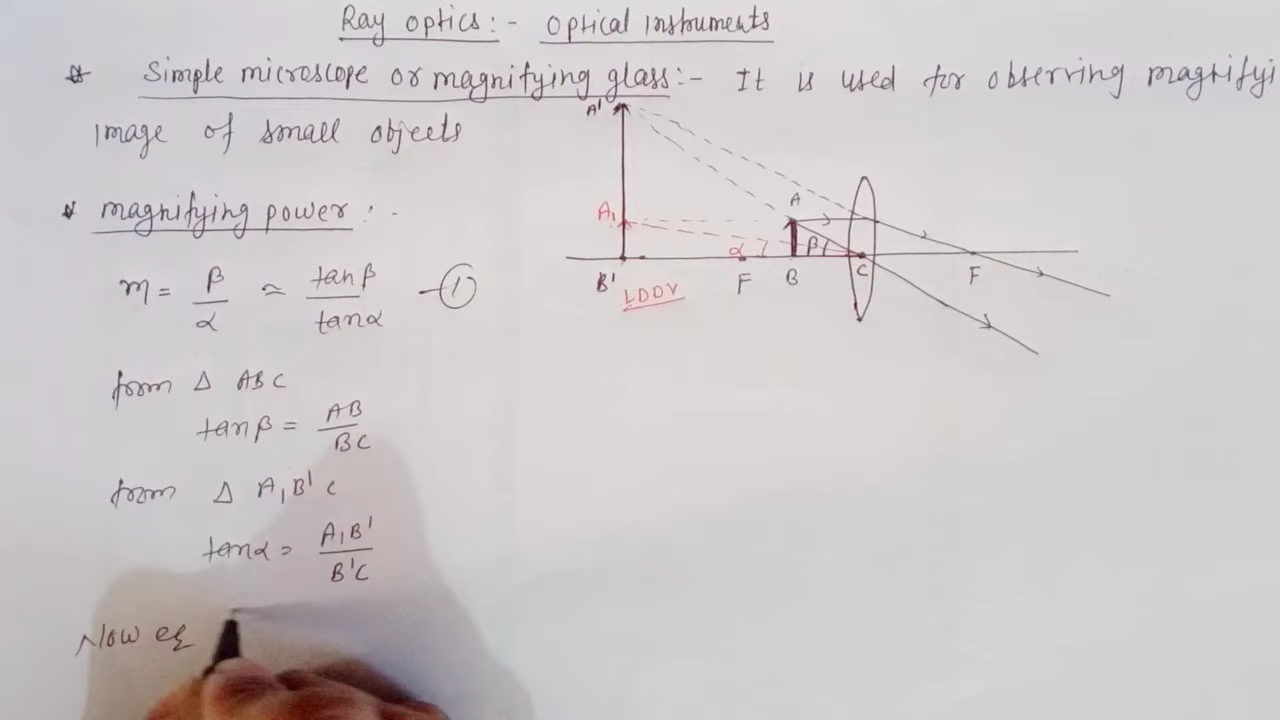 Ray optics:- Optical instruments
* Simple microscope or magnifying glass:- It is used for observing magnifyi
image of small objects
* magnifying power:-
m = β/α ≈ tanβ/tanα —①
form Δ ABC
tanβ = AB/BC
from Δ A₁B'C
tanα = A₁B'/B'C
Now eq
A'
A₁
A
α
β
B'
LDDV
F
B
C
F